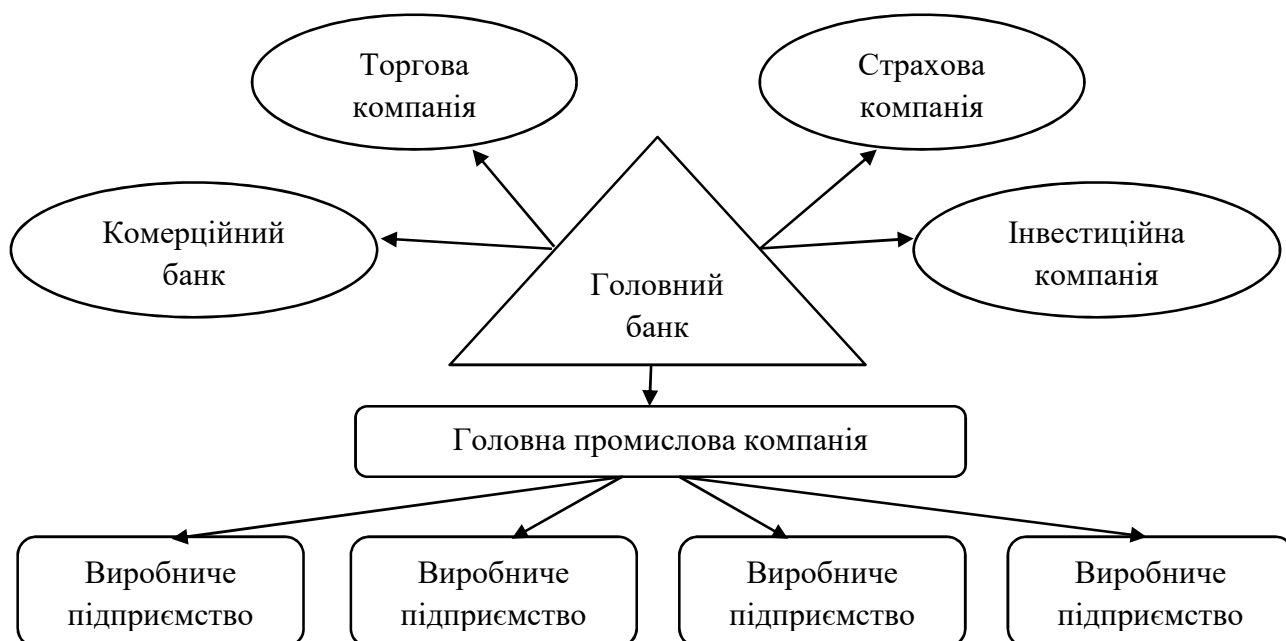 Торгова
компанія
Страхова
компанія
Комерційний
банк
Інвестиційна
компанія
Головний
банк
Головна промислова компанія
Виробниче
підприємство
Виробниче
підприємство
Виробниче
підприємство
Виробниче
підприємство